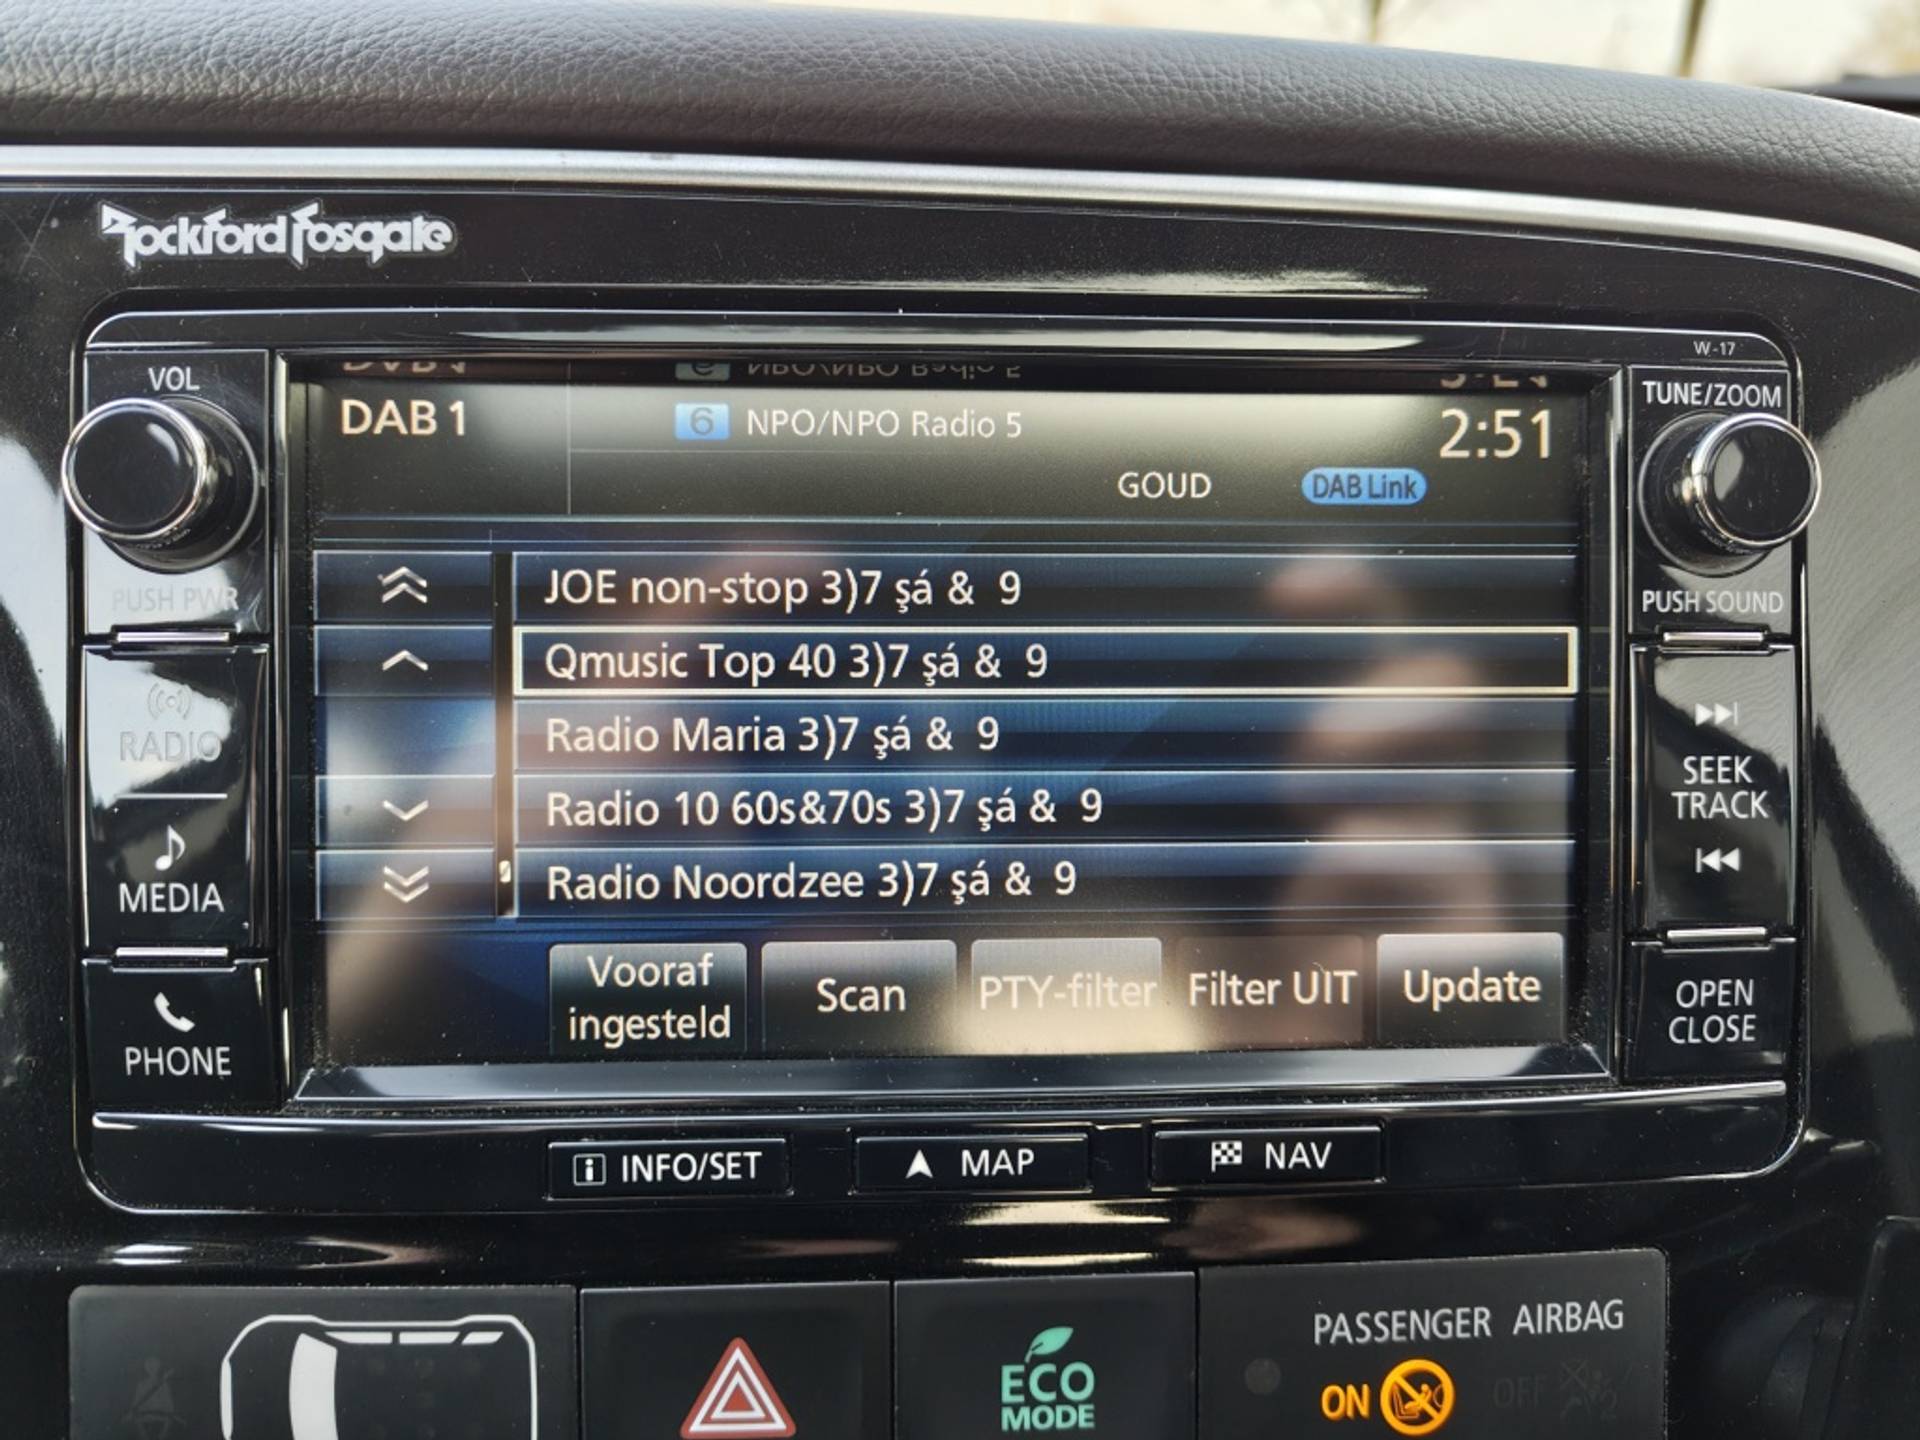 Rockford Fosgate
W-17
VOL
TUNE/ZOOM
DAB 1
6 NPO/NPO Radio 5
2:51
GOUD
DAB Link
PUSH PWR
PUSH SOUND
JOE non-stop 3)7 şá &  9
Qmusic Top 40 3)7 şá &  9
Radio Maria 3)7 şá &  9
Radio 10 60s&70s 3)7 şá &  9
Radio Noordzee 3)7 şá &  9
RADIO
MEDIA
PHONE
SEEK
TRACK
OPEN
CLOSE
Vooraf
ingesteld
Scan
PTY-filter
Filter UIT
Update
INFO/SET
MAP
NAV
PASSENGER AIRBAG
ON
OFF
ECO
MODE